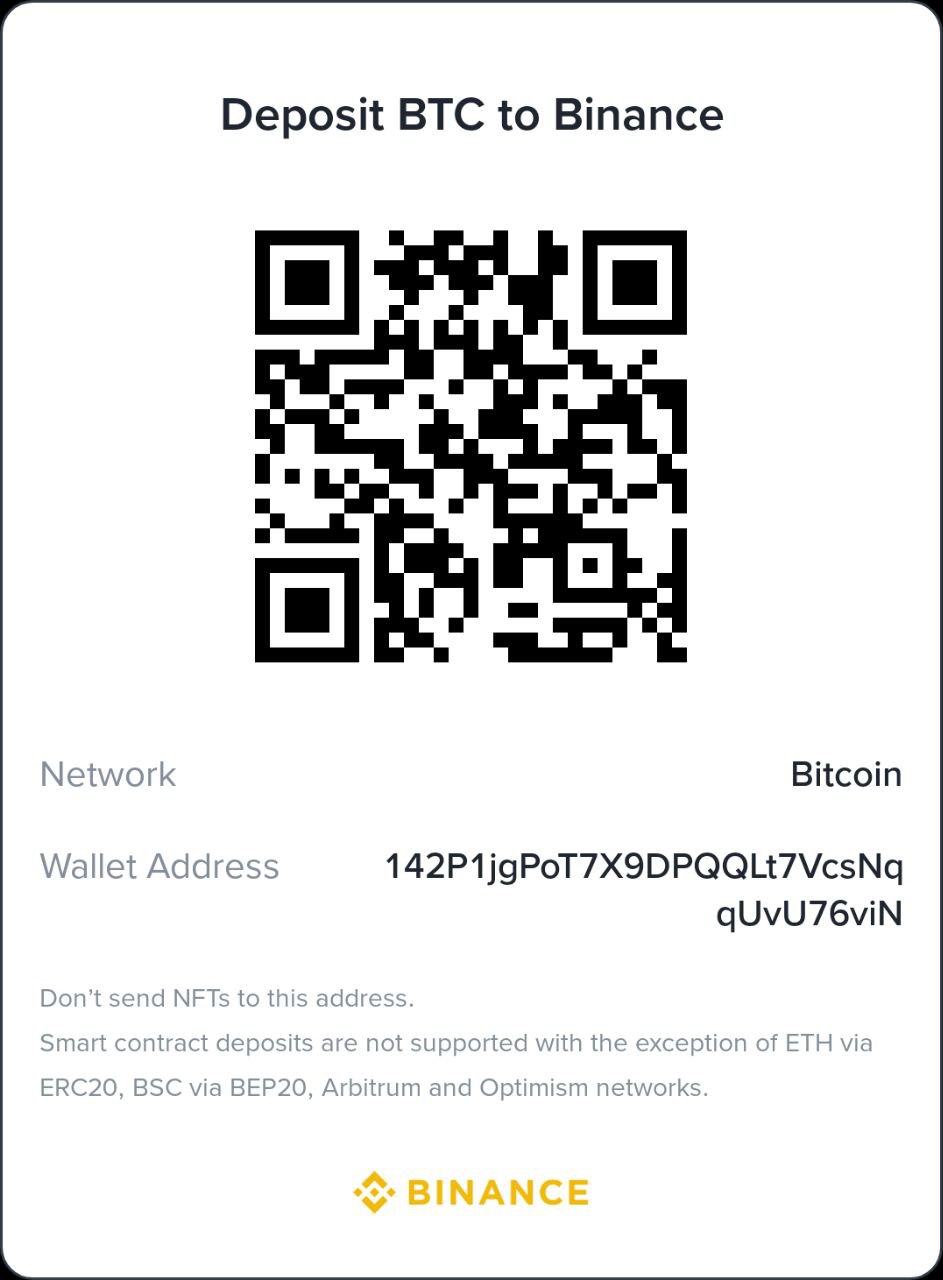 Deposit BTC to Binance
Network Bitcoin
Wallet Address 142P1jgPoT7X9DPQQLt7VcsNq
qUvU76viN
Don’t send NFTs to this address.
Smart contract deposits are not supported with the exception of ETH via
ERC20, BSC via BEP20, Arbitrum and Optimism networks.
BINANCE